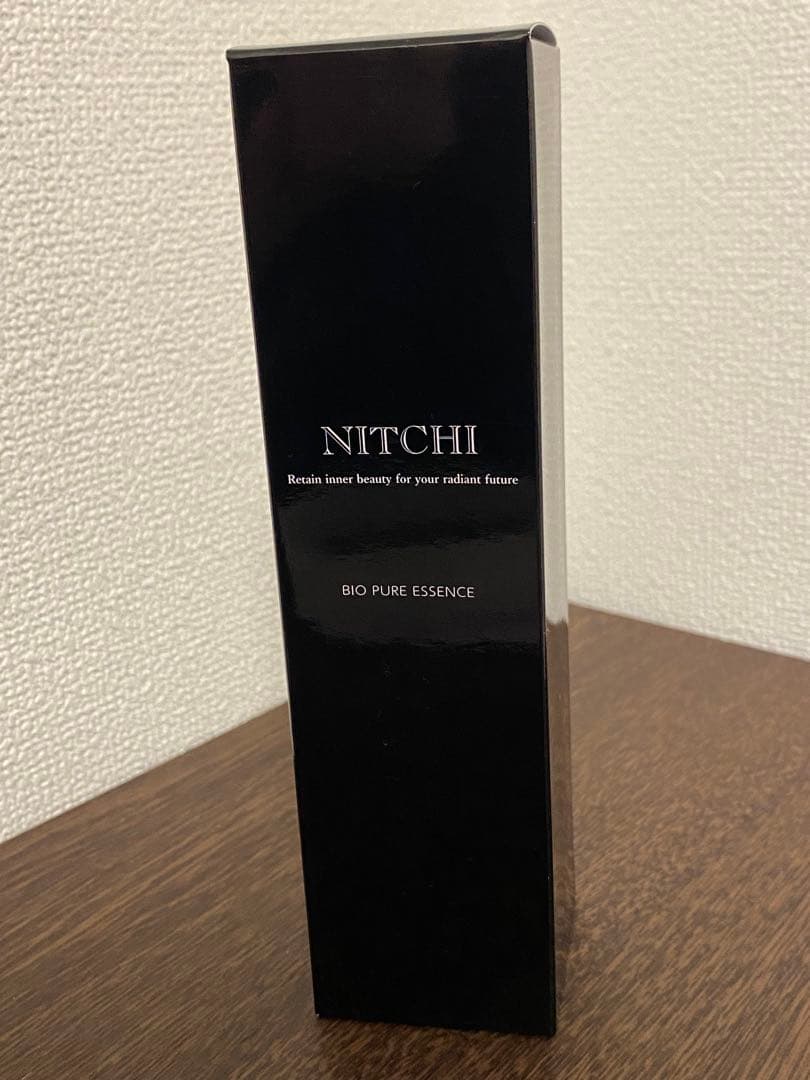 NITCHI
Retain inner beauty for your radiant future
BIO PURE ESSENCE